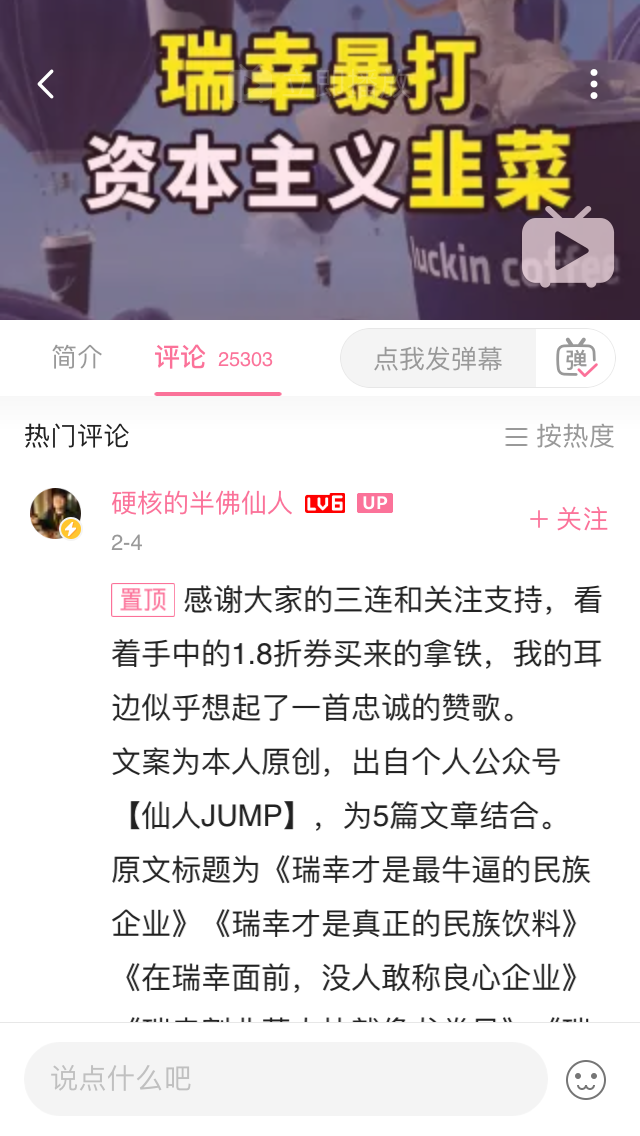 瑞幸暴打
资本主义韭菜
luckin coffee
简介
评论 25303
点我发弹幕
弹
热门评论
按热度
硬核的半佛仙人 LV6 UP
+ 关注
2-4
置顶 感谢大家的三连和关注支持，看
着手中的1.8折券买来的拿铁，我的耳
边似乎想起了一首忠诚的赞歌。
文案为本人原创，出自个人公众号
【仙人JUMP】，为5篇文章结合。
原文标题为《瑞幸才是最牛逼的民族
企业》《瑞幸才是真正的民族饮料》
《在瑞幸面前，没人敢称良心企业》
说点什么吧